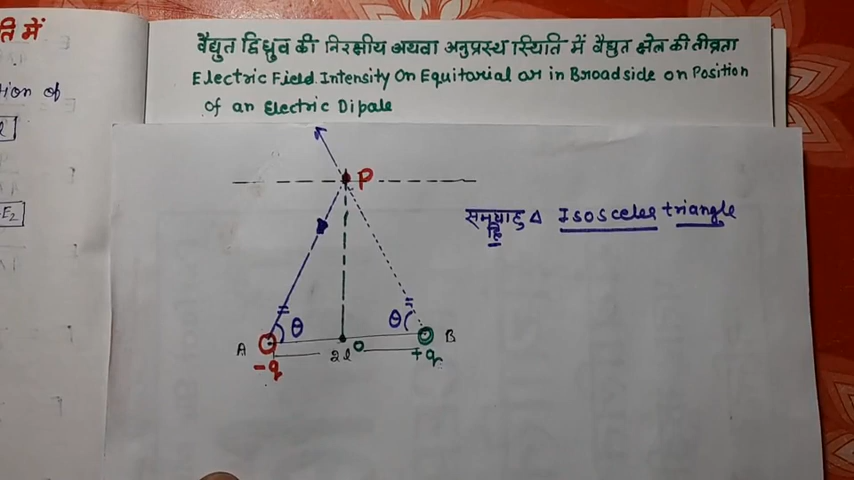 ति में
tion of
E₂
वैद्युत द्विध्रुव की निरक्षीय अथवा अनुप्रस्थ स्थिति में वैद्युत क्षेत्र की तीव्रता
Electric Field Intensity On Equitorial or in Broadside on Position
of an Electric Dipole
P
समद्विबाहु Δ Isosceles triangle
θ θ
A B
2l O
-q +q